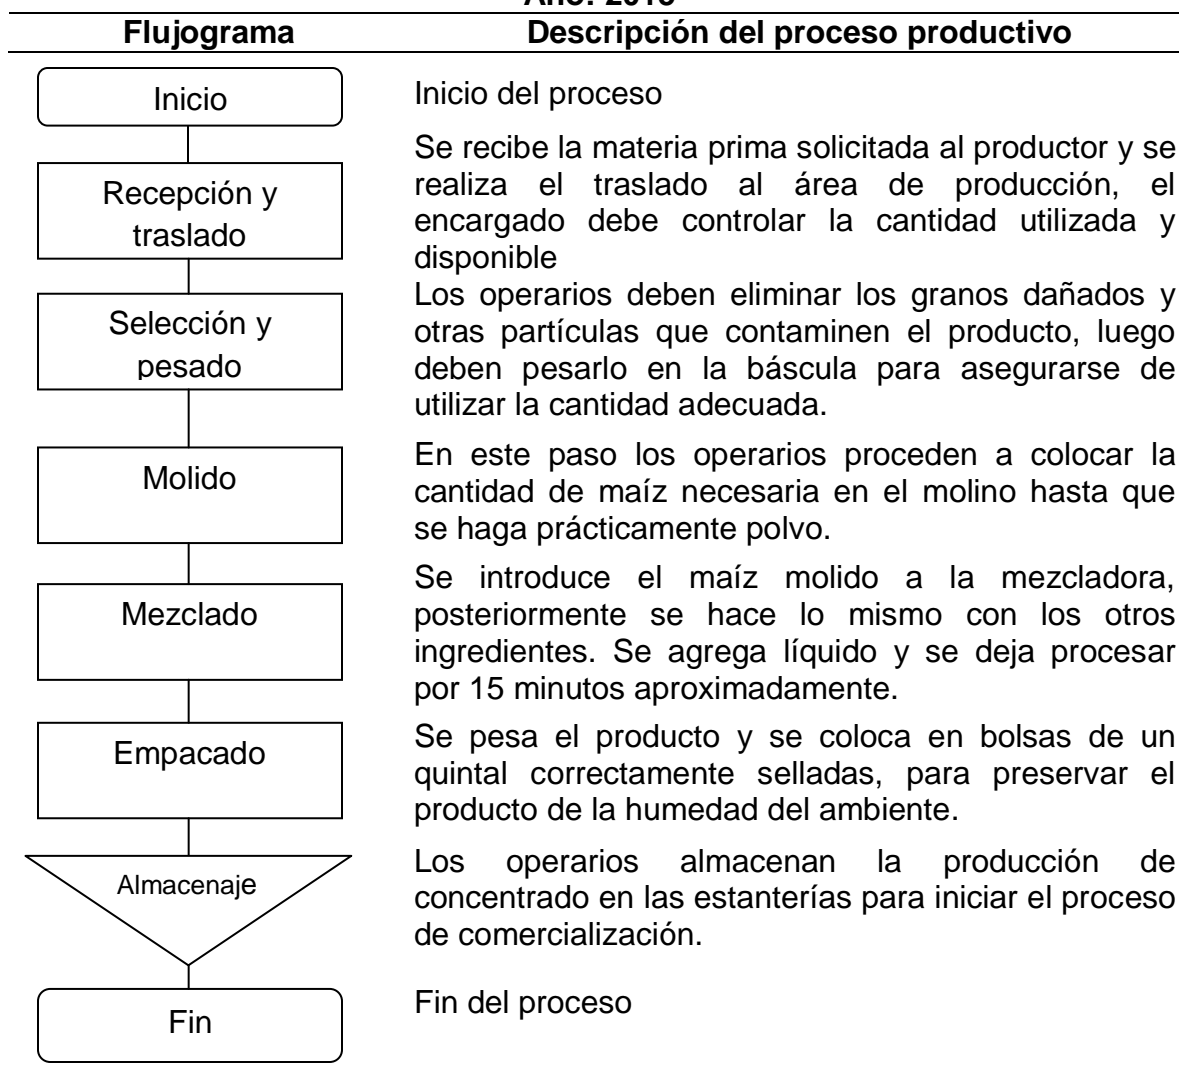 Flujograma
Descripción del proceso productivo
Inicio
Inicio del proceso
Recepción y
traslado
Se recibe la materia prima solicitada al productor y se
realiza el traslado al área de producción, el
encargado debe controlar la cantidad utilizada y
disponible
Selección y
pesado
Los operarios deben eliminar los granos dañados y
otras partículas que contaminen el producto, luego
deben pesarlo en la báscula para asegurarse de
utilizar la cantidad adecuada.
Molido
En este paso los operarios proceden a colocar la
cantidad de maíz necesaria en el molino hasta que
se haga prácticamente polvo.
Mezclado
Se introduce el maíz molido a la mezcladora,
posteriormente se hace lo mismo con los otros
ingredientes. Se agrega líquido y se deja procesar
por 15 minutos aproximadamente.
Empacado
Se pesa el producto y se coloca en bolsas de un
quintal correctamente selladas, para preservar el
producto de la humedad del ambiente.
Almacenaje
Los operarios almacenan la producción de
concentrado en las estanterías para iniciar el proceso
de comercialización.
Fin
Fin del proceso